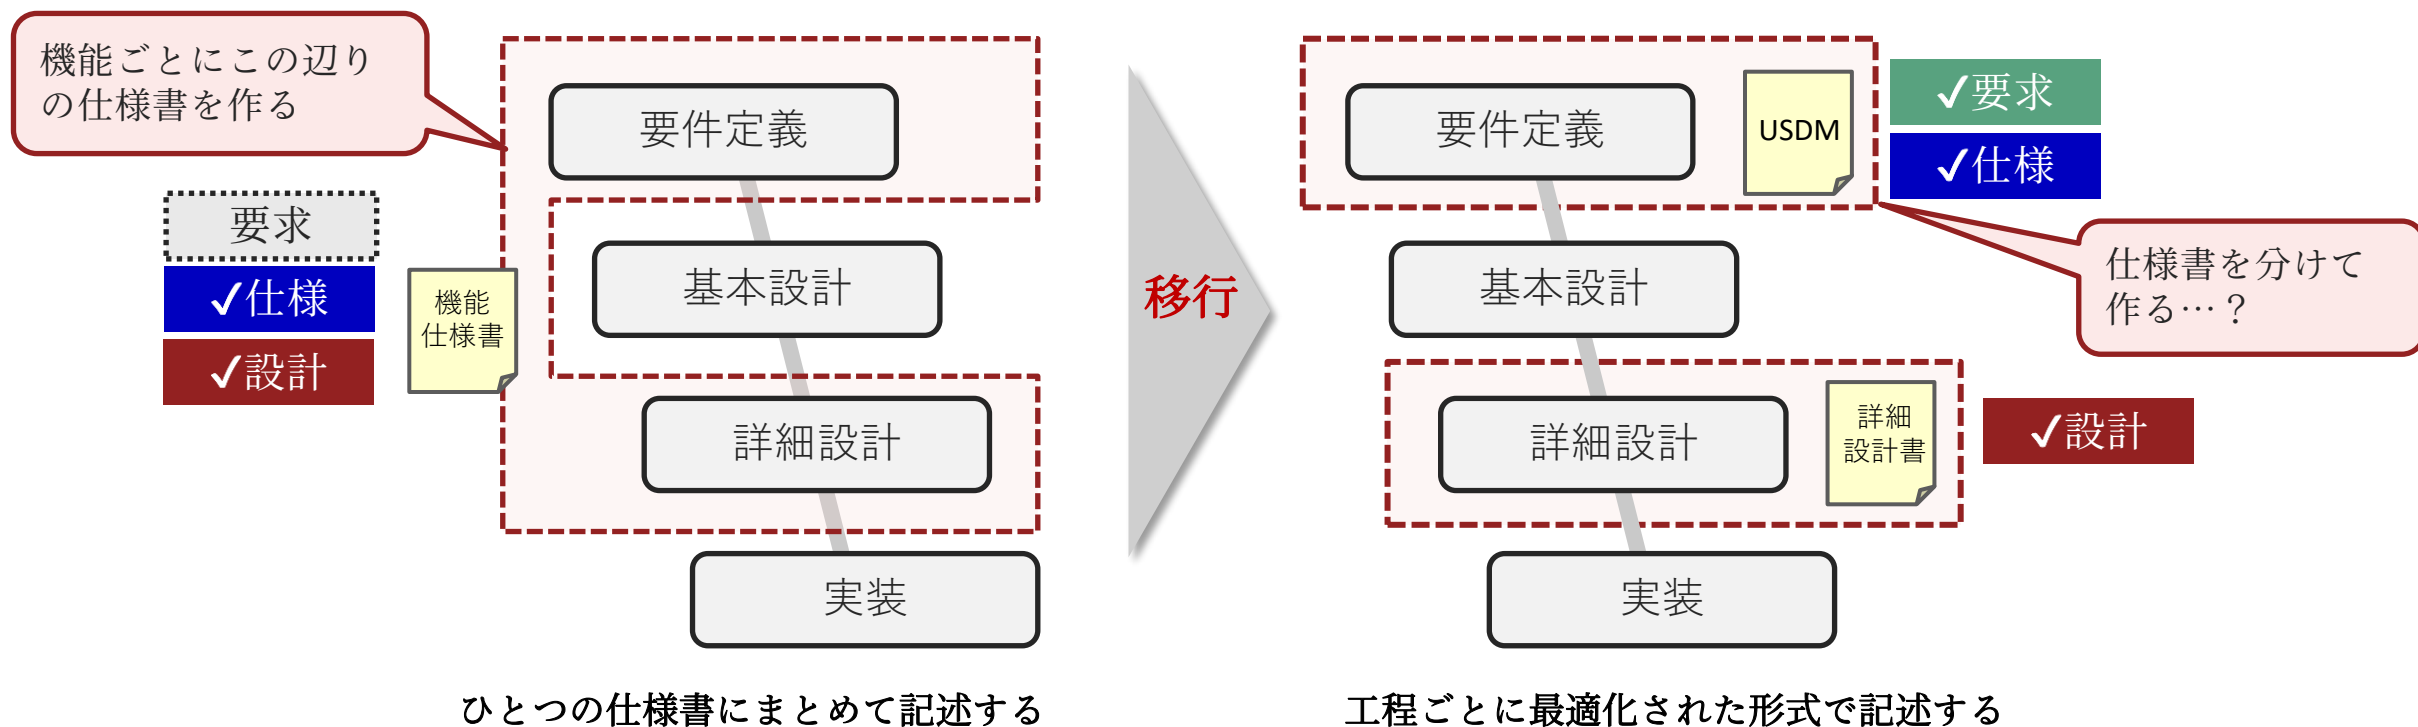 機能ごとにこの辺り
の仕様書を作る
要件定義
要求
✓仕様
✓設計
機能
仕様書
基本設計
詳細設計
実装
ひとつの仕様書にまとめて記述する
移行
要件定義
USDM
✓要求
✓仕様
仕様書を分けて
作る…？
基本設計
詳細設計
詳細
設計書
✓設計
実装
工程ごとに最適化された形式で記述する